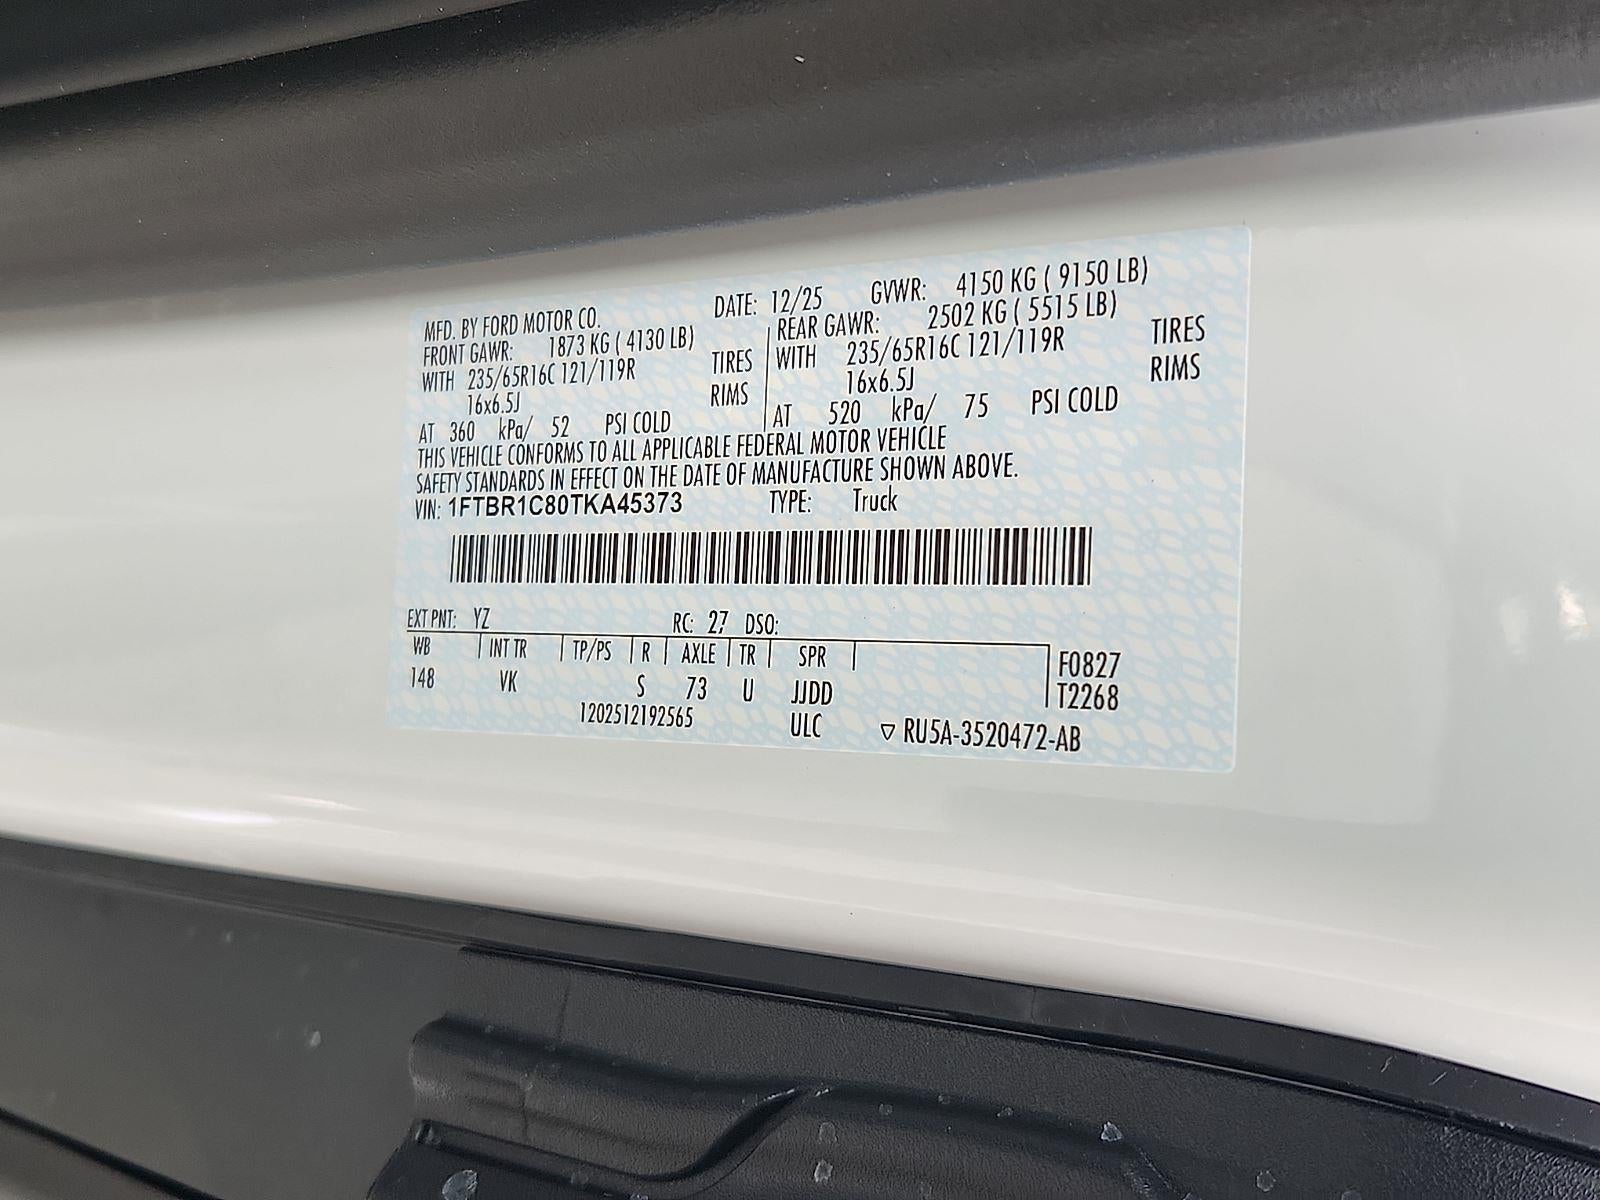 MFD. BY FORD MOTOR CO. DATE: 12/25 GVWR: 4150 KG ( 9150 LB)
FRONT GAWR: 1873 KG ( 4130 LB) REAR GAWR: 2502 KG ( 5515 LB)
WITH 235/65R16C 121/119R TIRES WITH 235/65R16C 121/119R TIRES
16x6.5J RIMS 16x6.5J RIMS
AT 360 kPa/ 52 PSI COLD AT 520 kPa/ 75 PSI COLD
THIS VEHICLE CONFORMS TO ALL APPLICABLE FEDERAL MOTOR VEHICLE
SAFETY STANDARDS IN EFFECT ON THE DATE OF MANUFACTURE SHOWN ABOVE.
VIN: 1FTBR1C80TKA45373 TYPE: Truck
EXT PNT: YZ RC: 27 DSO:
WB INT TR TP/PS R AXLE TR SPR F0827
148 VK S 73 U JJDD T2268
1202512192565 ULC ▽ RU5A-3520472-AB